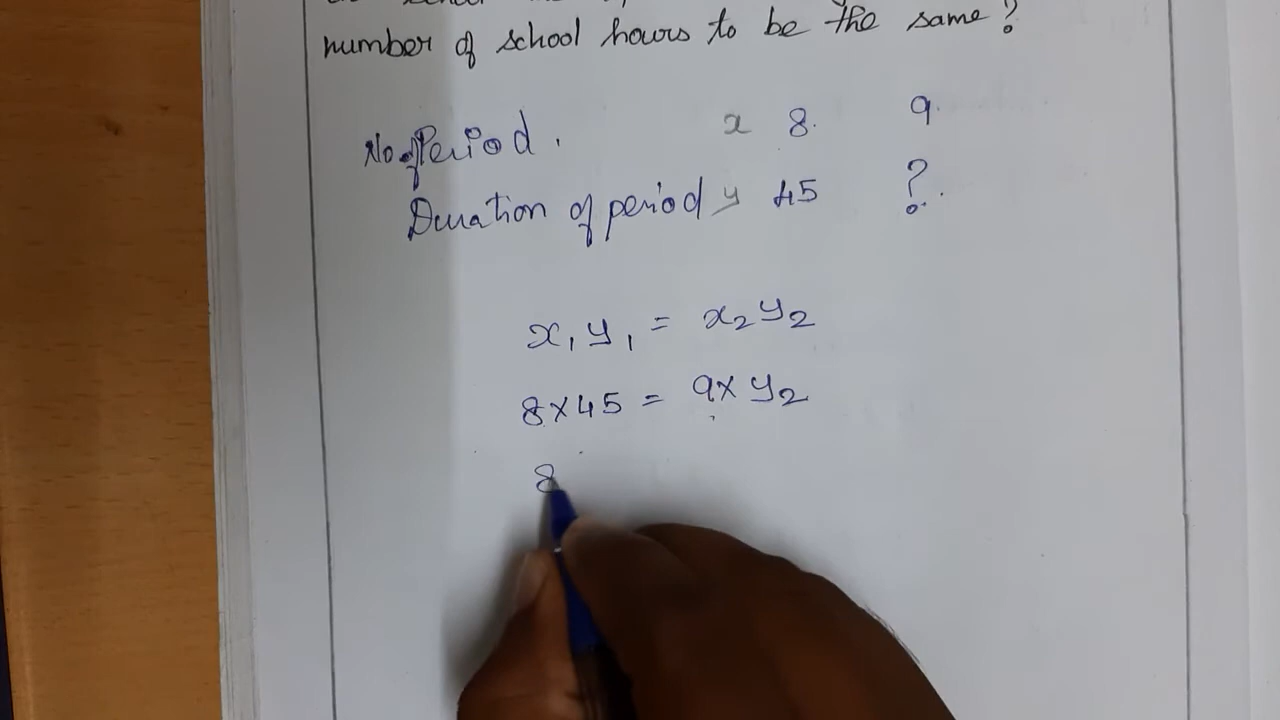 number of school hours to be the same?
No. of Period. x 8. 9.
Duration of period y 45 ?
x₁y₁ = x₂y₂
8×45 = 9× y₂
8